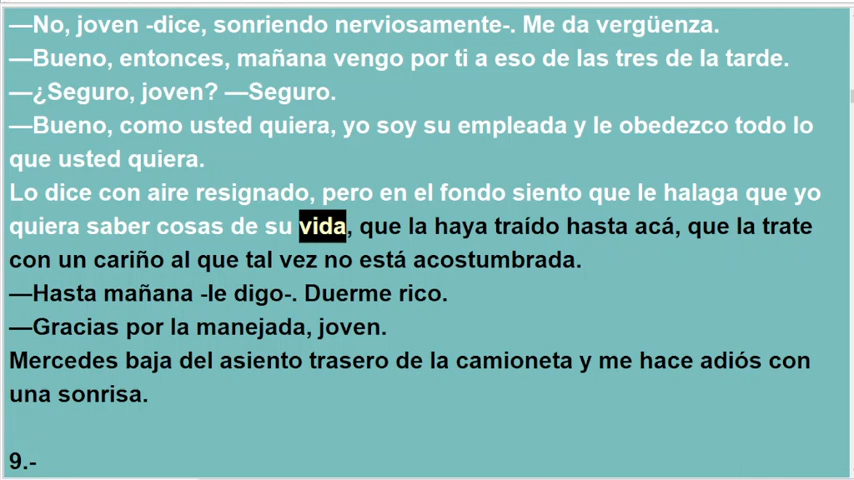 —No, joven -dice, sonriendo nerviosamente-. Me da vergüenza.
—Bueno, entonces, mañana vengo por ti a eso de las tres de la tarde.
—¿Seguro, joven? —Seguro.
—Bueno, como usted quiera, yo soy su empleada y le obedezco todo lo
que usted quiera.
Lo dice con aire resignado, pero en el fondo siento que le halaga que yo
quiera saber cosas de su vida, que la haya traído hasta acá, que la trate
con un cariño al que tal vez no está acostumbrada.
—Hasta mañana -le digo-. Duerme rico.
—Gracias por la manejada, joven.
Mercedes baja del asiento trasero de la camioneta y me hace adiós con
una sonrisa.
9.-